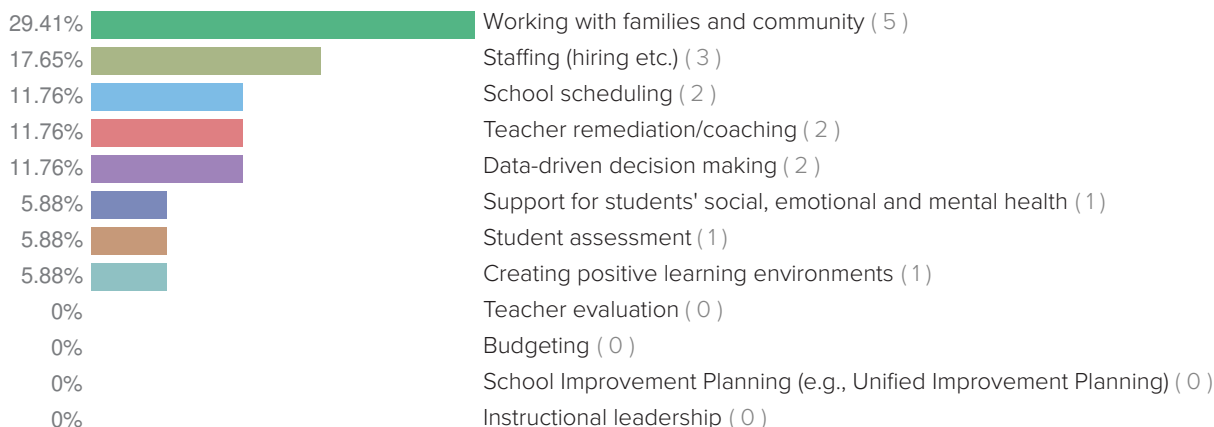 29.41% Working with families and community ( 5 )
17.65% Staffing (hiring etc.) ( 3 )
11.76% School scheduling ( 2 )
11.76% Teacher remediation/coaching ( 2 )
11.76% Data-driven decision making ( 2 )
5.88% Support for students' social, emotional and mental health ( 1 )
5.88% Student assessment ( 1 )
5.88% Creating positive learning environments ( 1 )
0% Teacher evaluation ( 0 )
0% Budgeting ( 0 )
0% School Improvement Planning (e.g., Unified Improvement Planning) ( 0 )
0% Instructional leadership ( 0 )